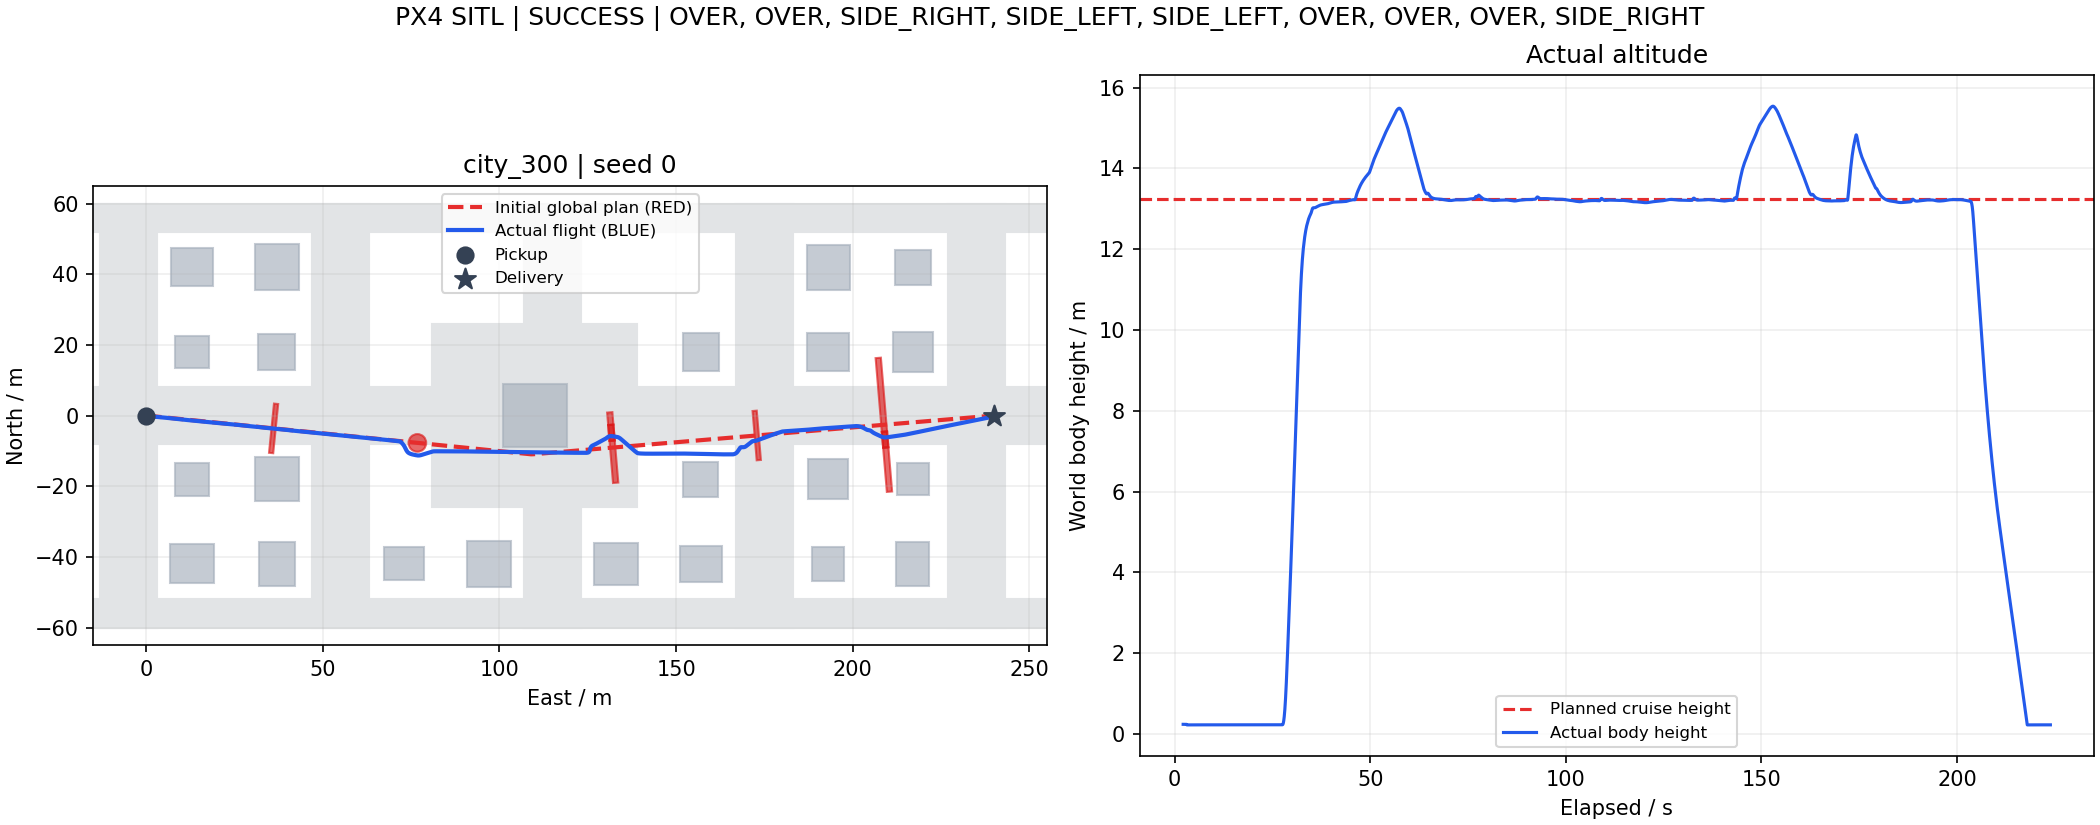 PX4 SITL | SUCCESS | OVER, OVER, SIDE_RIGHT, SIDE_LEFT, SIDE_LEFT, OVER, OVER, OVER, SIDE_RIGHT
city_300 | seed 0
Initial global plan (RED)
Actual flight (BLUE)
Pickup
Delivery
60
40
20
0
−20
−40
−60
North / m
0
50
100
150
200
250
East / m
Actual altitude
16
14
12
10
8
6
4
2
0
World body height / m
Planned cruise height
Actual body height
0
50
100
150
200
Elapsed / s